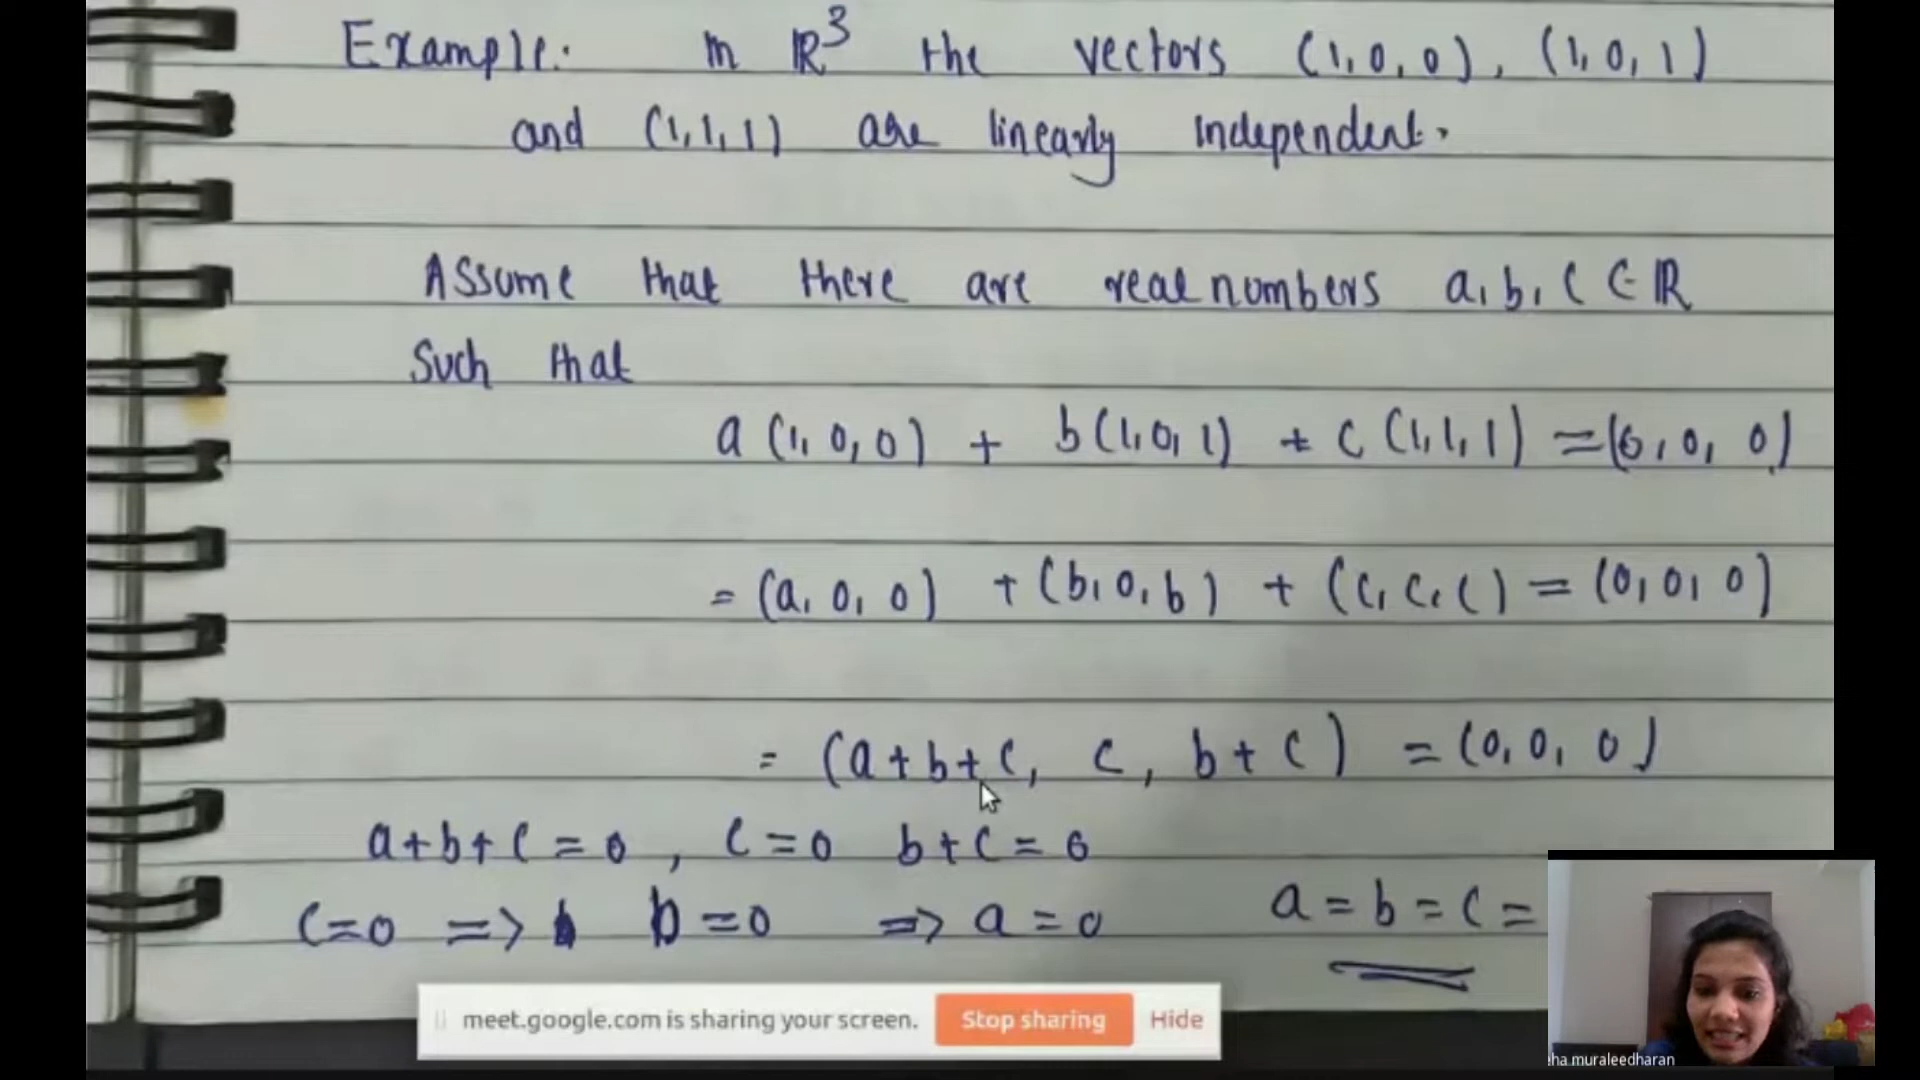 Example: in ℝ³ the vectors (1,0,0), (1,0,1)
and (1,1,1) are linearly independent.
Assume that there are real numbers a, b, c ∈ ℝ
Such that
a (1,0,0) + b(1,0,1) + c (1,1,1) = (0,0,0)
= (a,0,0) + (b,0,b) + (c,c,c) = (0,0,0)
= (a+b+c, c, b+c) = (0,0,0)
a+b+c=0, c=0 b+c=0
c=0 => b=0 => a=0 a=b=c=
meet.google.com is sharing your screen. Stop sharing Hide
eha muraleedharan